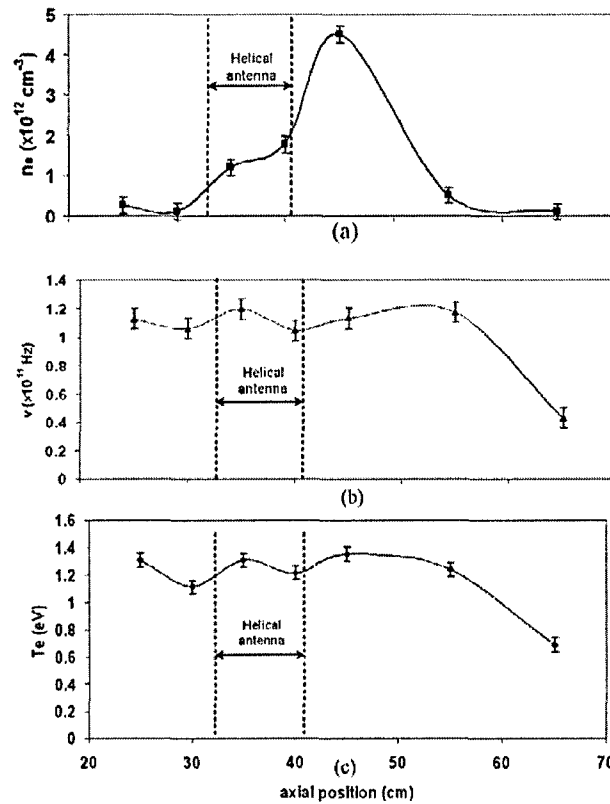 5
4
3
2
1
0
nₑ (×10¹² cm⁻³)
Helical
antenna
(a)
1.4
1.2
1
0.8
0.6
0.4
0.2
0
ν (×10¹¹ Hz)
Helical
antenna
(b)
1.6
1.4
1.2
1
0.8
0.6
0.4
0.2
0
Te (eV)
Helical
antenna
20 30 40 50 60 70
(c)
axial position (cm)